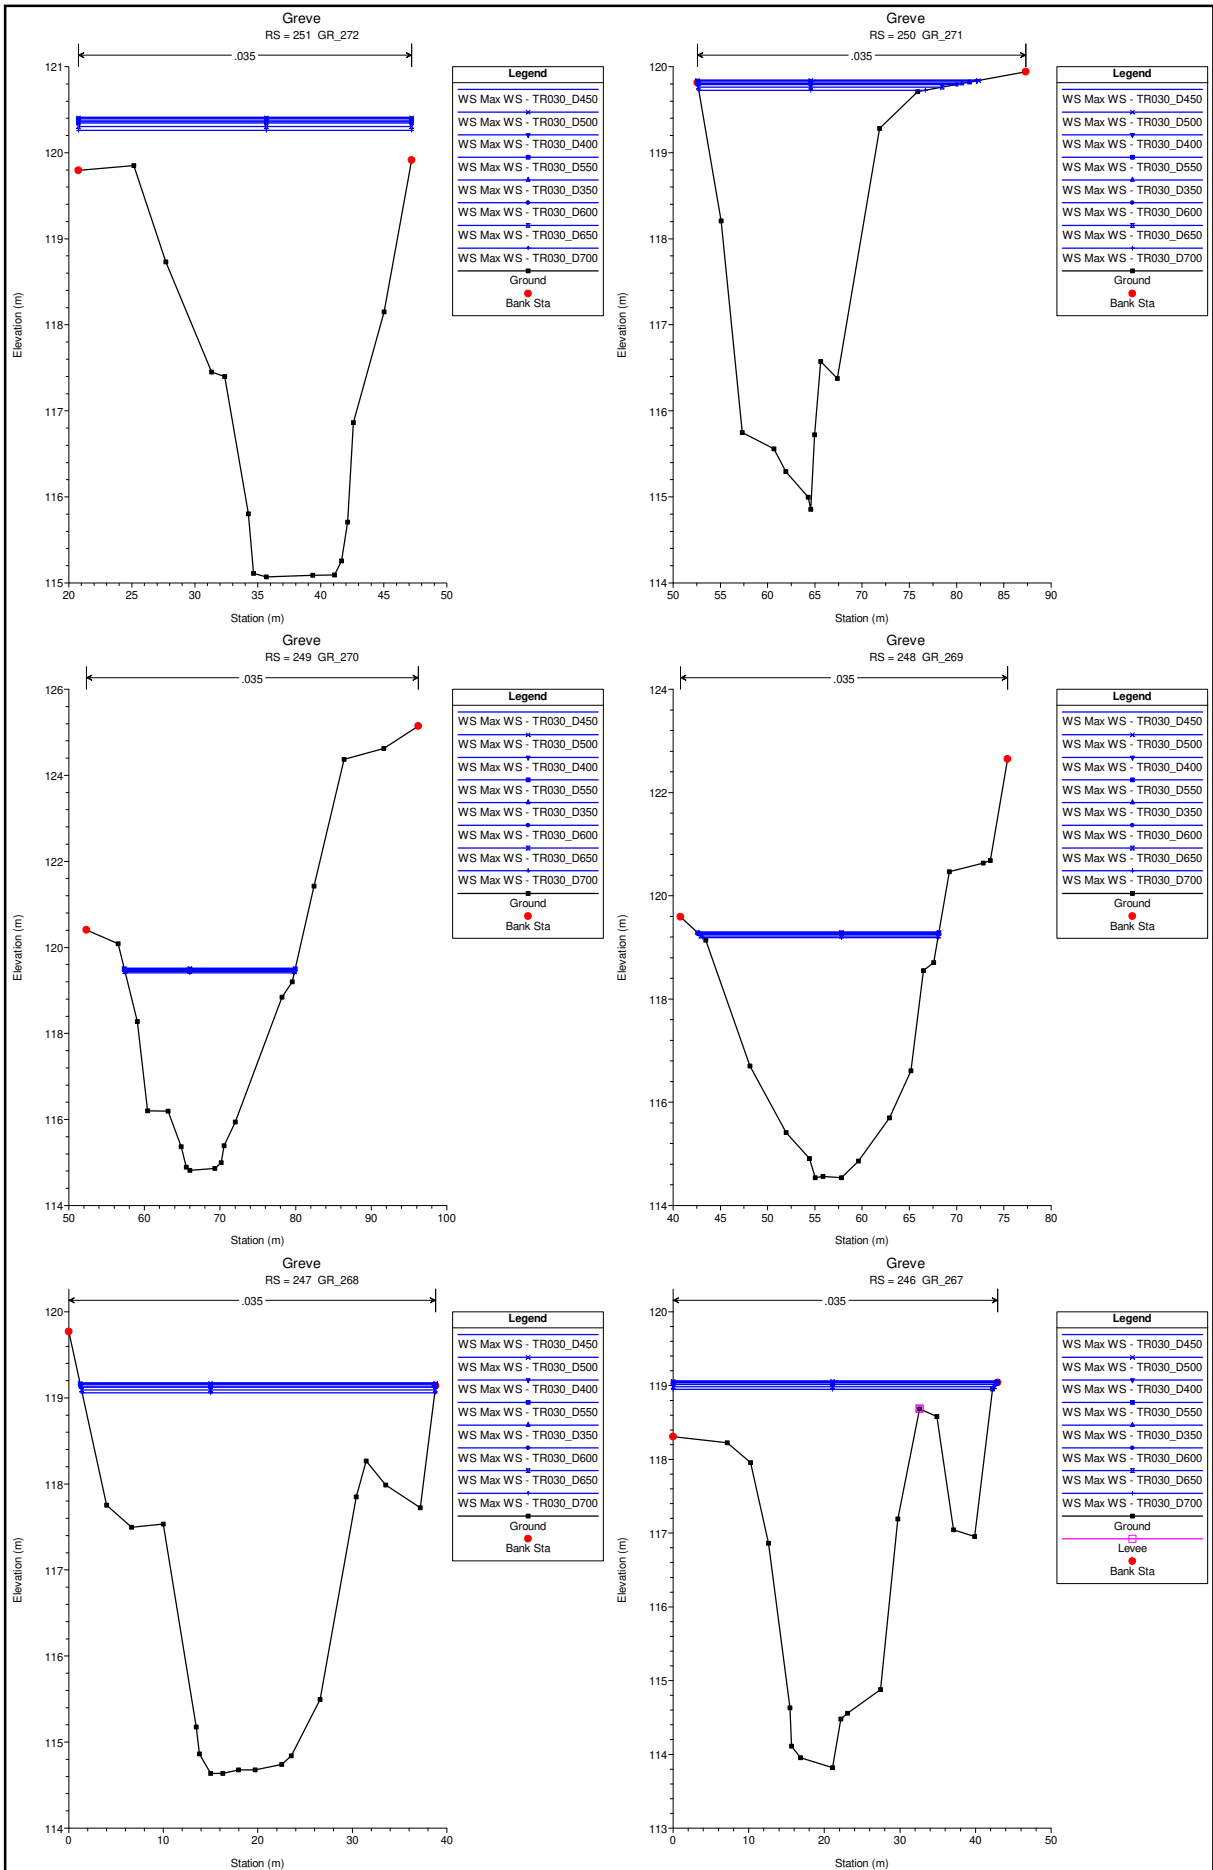 Greve
RS = 251 GR_272
.035
Legend
WS Max WS - TR030_D450
WS Max WS - TR030_D500
WS Max WS - TR030_D400
WS Max WS - TR030_D550
WS Max WS - TR030_D350
WS Max WS - TR030_D600
WS Max WS - TR030_D650
WS Max WS - TR030_D700
Ground
Bank Sta
121
120
119
118
117
116
115
20 25 30 35 40 45 50
Elevation (m)
Station (m)
Greve
RS = 250 GR_271
.035
Legend
WS Max WS - TR030_D450
WS Max WS - TR030_D500
WS Max WS - TR030_D400
WS Max WS - TR030_D550
WS Max WS - TR030_D350
WS Max WS - TR030_D600
WS Max WS - TR030_D650
WS Max WS - TR030_D700
Ground
Bank Sta
120
119
118
117
116
115
114
50 55 60 65 70 75 80 85 90
Elevation (m)
Station (m)
Greve
RS = 249 GR_270
.035
Legend
WS Max WS - TR030_D450
WS Max WS - TR030_D500
WS Max WS - TR030_D400
WS Max WS - TR030_D550
WS Max WS - TR030_D350
WS Max WS - TR030_D600
WS Max WS - TR030_D650
WS Max WS - TR030_D700
Ground
Bank Sta
126
124
122
120
118
116
114
50 60 70 80 90 100
Elevation (m)
Station (m)
Greve
RS = 248 GR_269
.035
Legend
WS Max WS - TR030_D450
WS Max WS - TR030_D500
WS Max WS - TR030_D400
WS Max WS - TR030_D550
WS Max WS - TR030_D350
WS Max WS - TR030_D600
WS Max WS - TR030_D650
WS Max WS - TR030_D700
Ground
Bank Sta
124
122
120
118
116
114
40 45 50 55 60 65 70 75 80
Elevation (m)
Station (m)
Greve
RS = 247 GR_268
.035
Legend
WS Max WS - TR030_D450
WS Max WS - TR030_D500
WS Max WS - TR030_D400
WS Max WS - TR030_D550
WS Max WS - TR030_D350
WS Max WS - TR030_D600
WS Max WS - TR030_D650
WS Max WS - TR030_D700
Ground
Bank Sta
120
119
118
117
116
115
114
0 10 20 30 40
Elevation (m)
Station (m)
Greve
RS = 246 GR_267
.035
Legend
WS Max WS - TR030_D450
WS Max WS - TR030_D500
WS Max WS - TR030_D400
WS Max WS - TR030_D550
WS Max WS - TR030_D350
WS Max WS - TR030_D600
WS Max WS - TR030_D650
WS Max WS - TR030_D700
Ground
Levee
Bank Sta
120
119
118
117
116
115
114
113
0 10 20 30 40 50
Elevation (m)
Station (m)